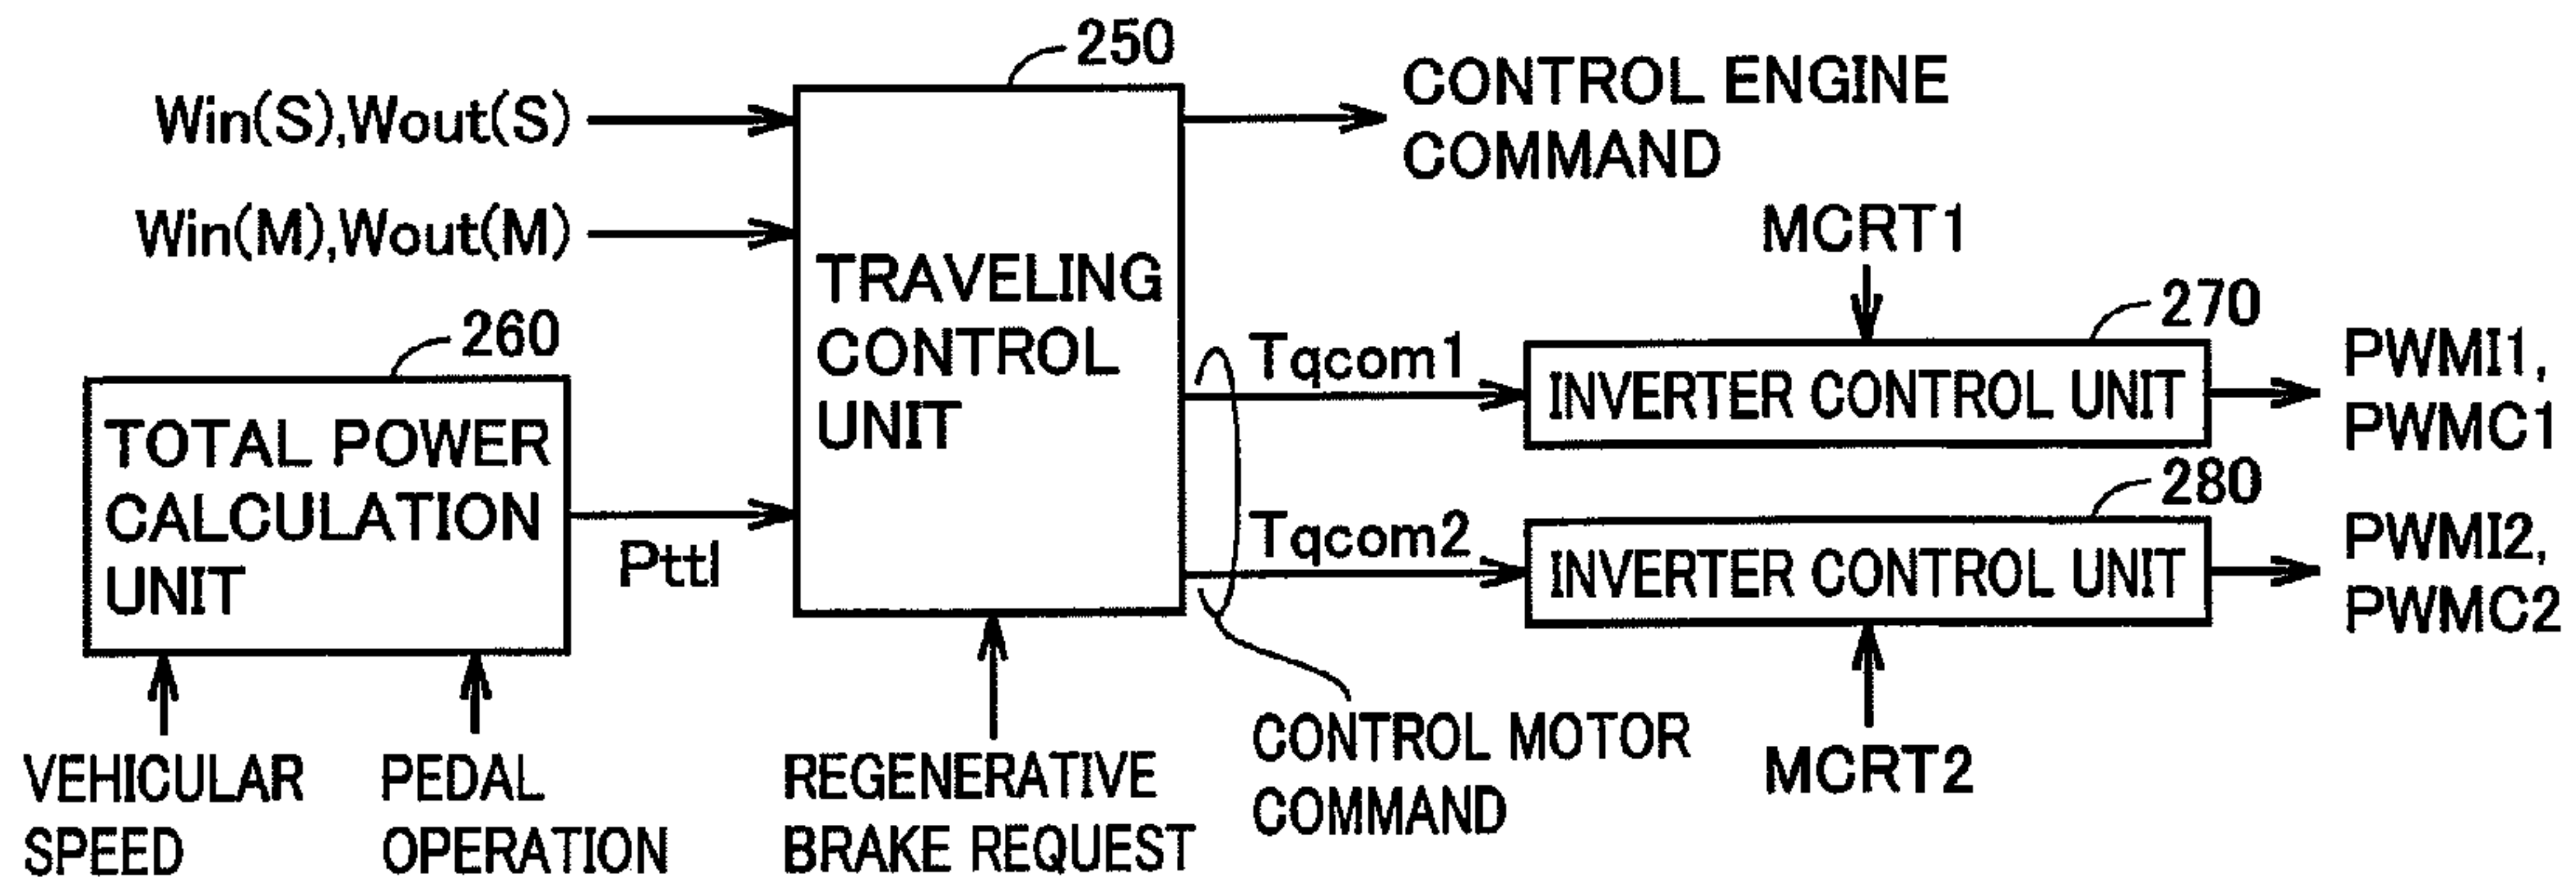 250
CONTROL ENGINE
COMMAND
Win(S),Wout(S)
Win(M),Wout(M)
MCRT1
TRAVELING
CONTROL
UNIT
260
270
Tqcom1
INVERTER CONTROL UNIT
PWMI1,
PWMC1
TOTAL POWER
CALCULATION
UNIT
Pttl
280
Tqcom2
INVERTER CONTROL UNIT
PWMI2,
PWMC2
VEHICULAR
SPEED
PEDAL
OPERATION
REGENERATIVE
BRAKE REQUEST
CONTROL MOTOR
COMMAND
MCRT2